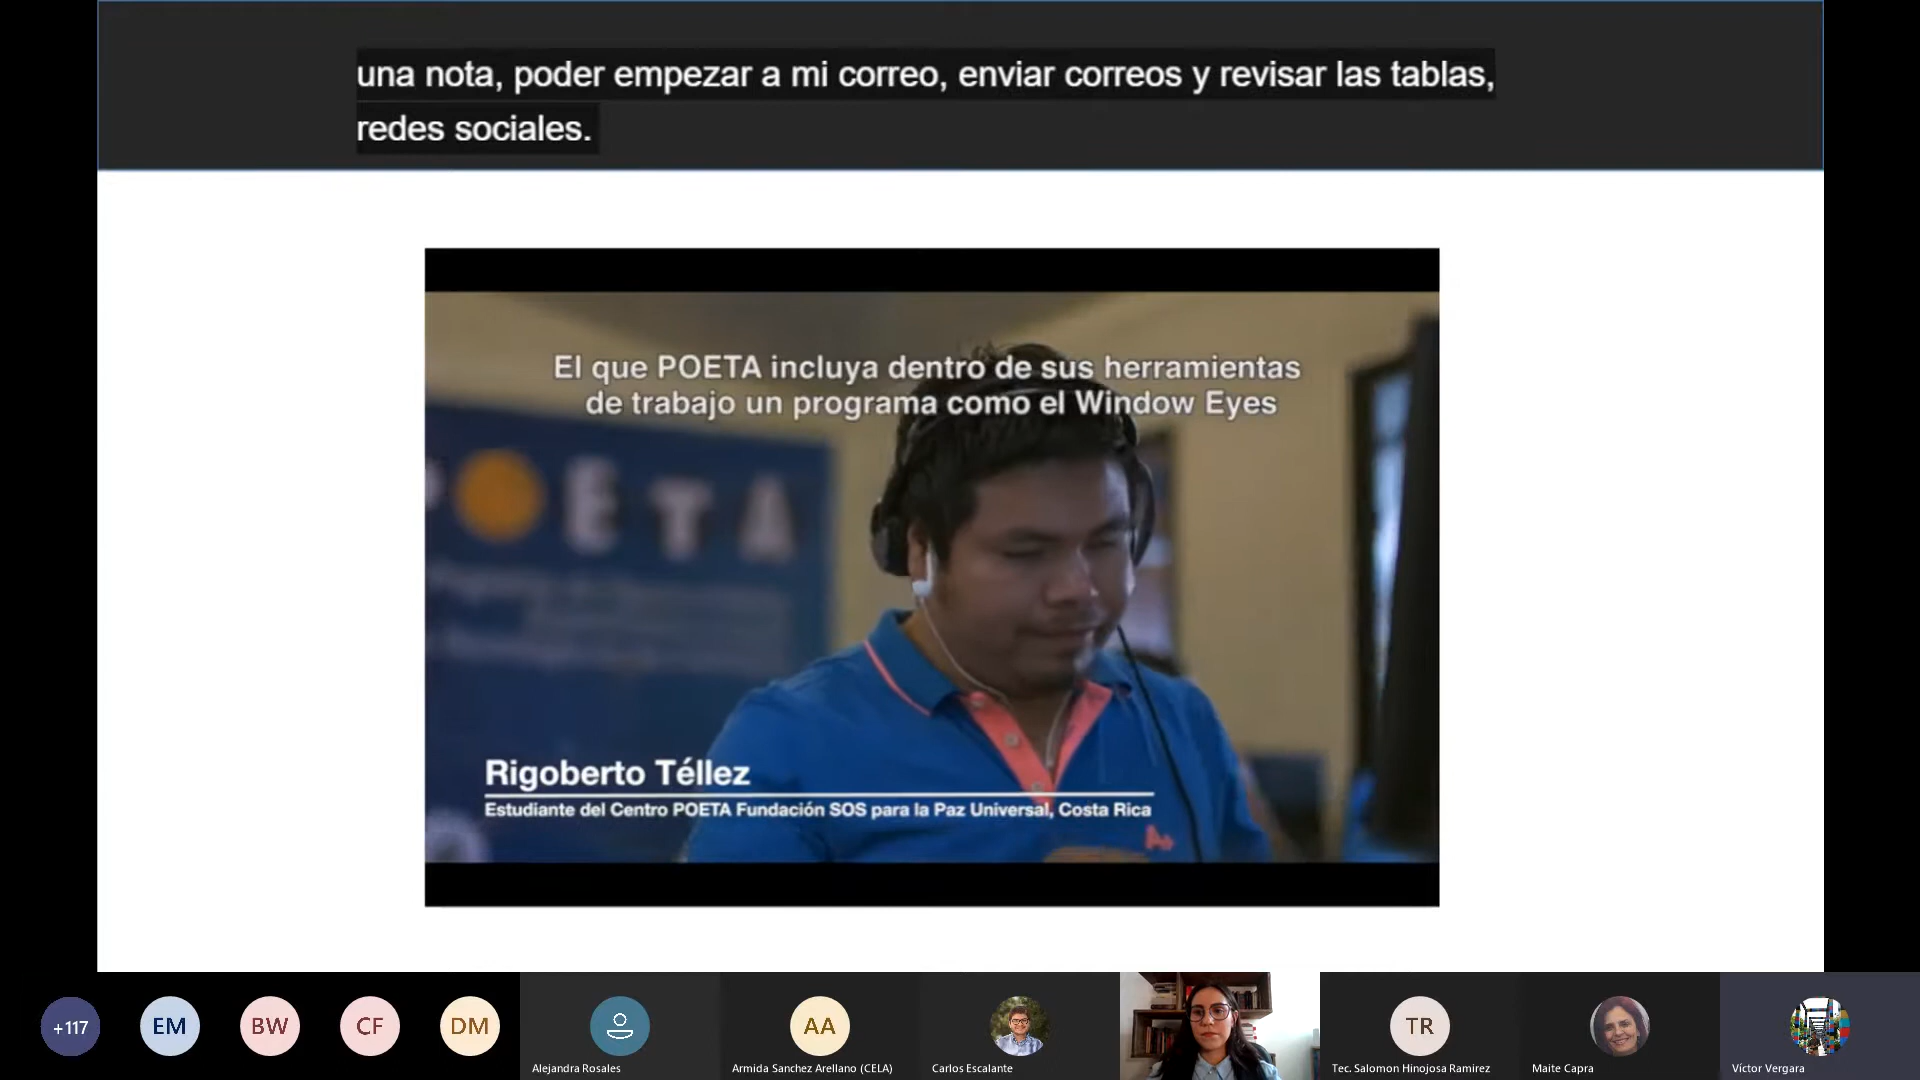 una nota, poder empezar a mi correo, enviar correos y revisar las tablas,
redes sociales.
El que POETA incluya dentro de sus herramientas
de trabajo un programa como el Window Eyes
POETA
Rigoberto Téllez
Estudiante del Centro POETA Fundación SOS para la Paz Universal, Costa Rica
A+
+117
EM
BW
CF
DM
AA
TR
Alejandra Rosales
Armida Sanchez Arellano (CELA)
Carlos Escalante
Tec. Salomon Hinojosa Ramirez
Maite Capra
Víctor Vergara